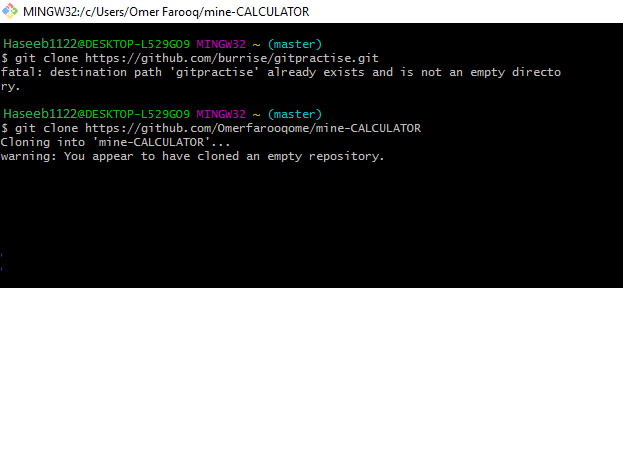 MINGW32:/c/Users/Omer Farooq/mine-CALCULATOR
Haseeb1122@DESKTOP-L529GO9 MINGW32 ~ (master)
$ git clone https://github.com/burrise/gitpractise.git
fatal: destination path 'gitpractise' already exists and is not an empty directo
ry.
Haseeb1122@DESKTOP-L529GO9 MINGW32 ~ (master)
$ git clone https://github.com/Omerfarooqome/mine-CALCULATOR
Cloning into 'mine-CALCULATOR'...
warning: You appear to have cloned an empty repository.